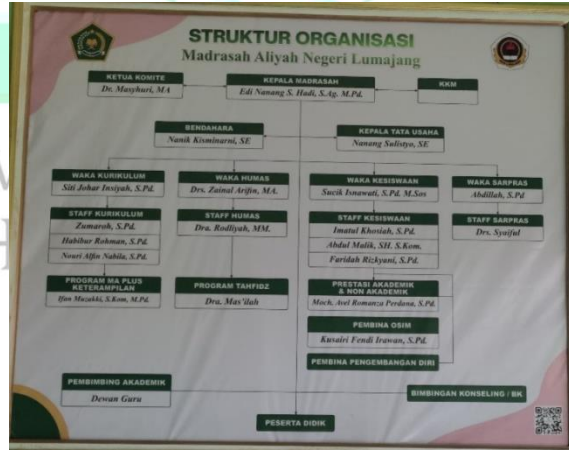 STRUKTUR ORGANISASI
Madrasah Aliyah Negeri Lumajang
KETUA KOMITE
Dr. Masyhuri, MA
KEPALA MADRASAH
Edi Nanang S. Hadi, S.Ag. M.Pd.
KKM
BENDAHARA
Nanik Kisminarni, SE
KEPALA TATA USAHA
Nanang Sulistyo, SE
WAKA KURIKULUM
Siti Johar Insiyah, S.Pd.
WAKA HUMAS
Drs. Zainal Arifin, MA.
WAKA KESISWAAN
Sucik Isnawati, S.Pd. M.Sos
WAKA SARPRAS
Abdillah, S.Pd
STAFF KURIKULUM
Zumaroh, S.Pd.
Habibur Rohman, S.Pd.
Nouri Alfin Nabila, S.Pd.
STAFF HUMAS
Dra. Rodliyah, MM.
STAFF KESISWAAN
Imatul Khosiah, S.Pd.
Abdul Malik, SH. S.Kom.
Faridah Rizkyani, S.Pd.
STAFF SARPRAS
Drs. Syaiful
PROGRAM MA PLUS
KETERAMPILAN
Ifan Muzakki, S.Kom, M.Pd.
PROGRAM TAHFIDZ
Dra. Mas'ilah
PRESTASI AKADEMIK
& NON AKADEMIK
Moch. Avel Romanza Perdana, S.Pd.
PEMBINA OSIM
Kusairi Fendi Irawan, S.Pd.
PEMBINA PENGEMBANGAN DIRI
PEMBIMBING AKADEMIK
Dewan Guru
BIMBINGAN KONSELING / BK
PESERTA DIDIK